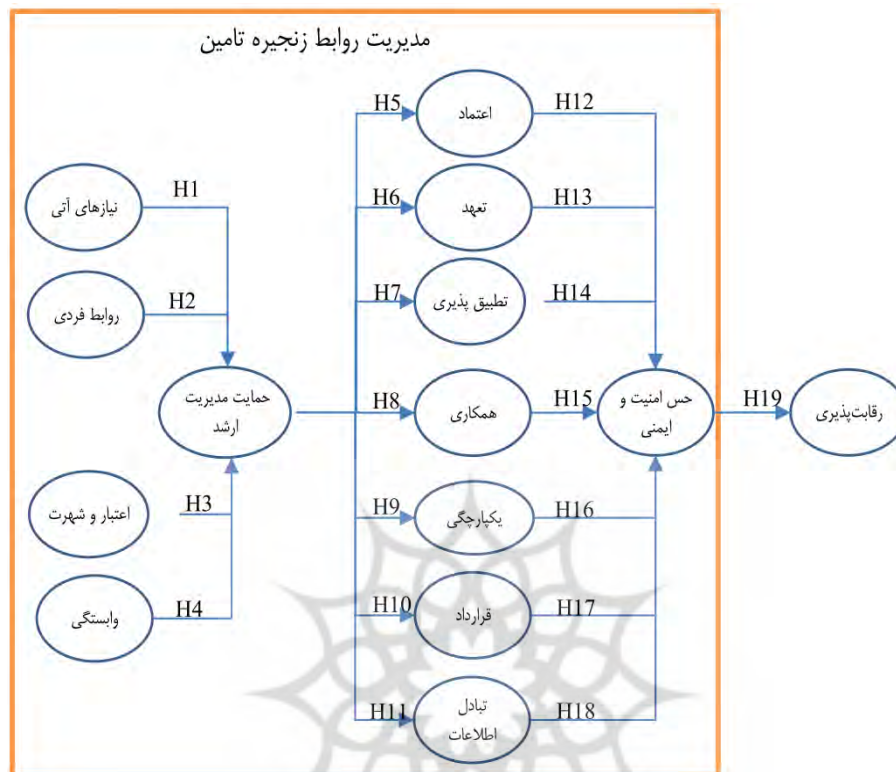 مدیریت روابط زنجیره تامین
H5
اعتماد
H12
نیازهای آتی
H1
H6
تعهد
H13
روابط فردی
H2
H7
تطبیق پذیری
H14
حمایت مدیریت
ارشد
H8
همکاری
H15
حس امنیت و
ایمنی
H19
رقابت‌پذیری
اعتبار و شهرت
H3
H9
یکپارچگی
H16
وابستگی
H4
H10
قرارداد
H17
H11
تبادل
اطلاعات
H18